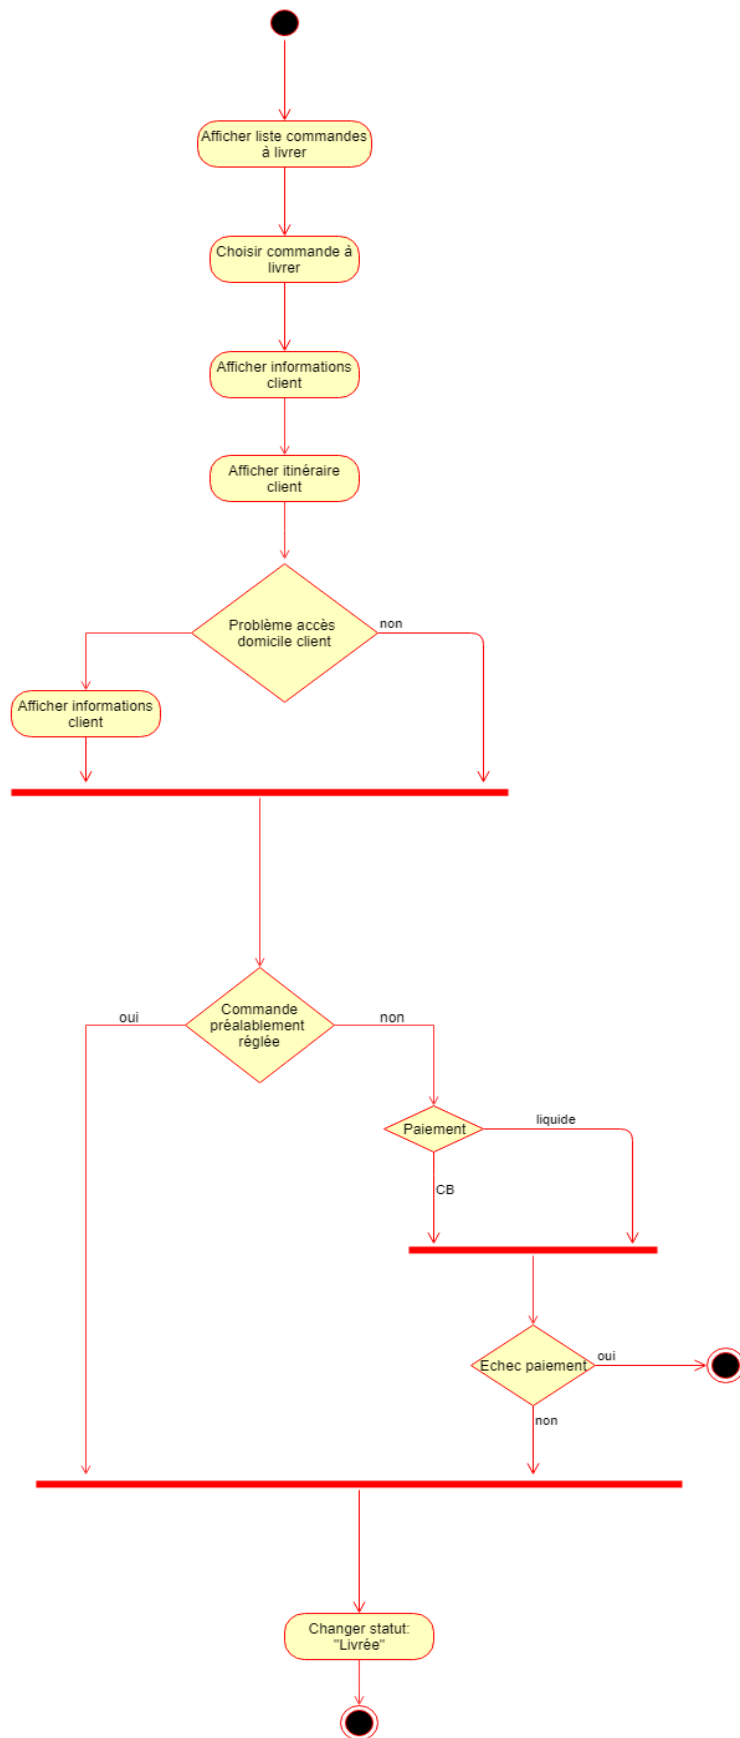 Afficher liste commandes
à livrer
Choisir commande à
livrer
Afficher informations
client
Afficher itinéraire
client
Problème accès
domicile client
non
Afficher informations
client
Commande
préalablement
réglée
oui
non
Paiement
liquide
CB
Echec paiement
oui
non
Changer statut:
"Livrée"